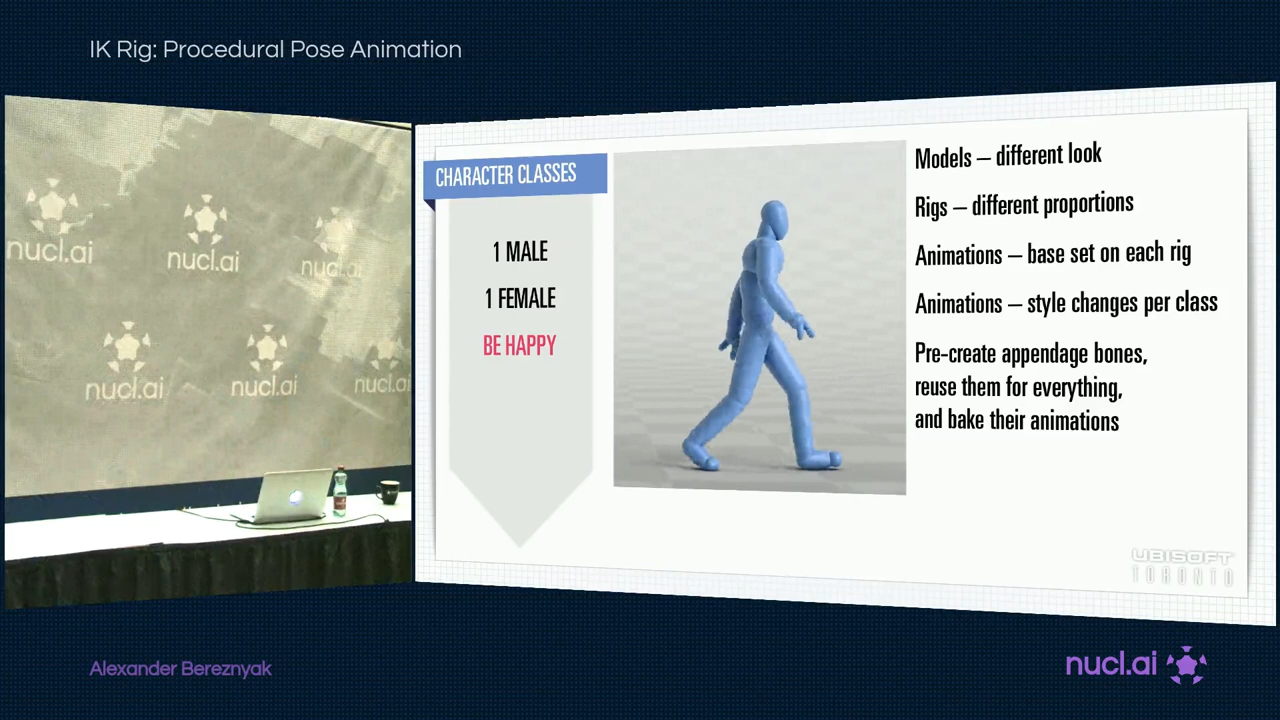 IK Rig: Procedural Pose Animation
nucl.ai
nucl.ai
nucl.ai
nucl.ai
nucl.ai
nucl.ai
CHARACTER CLASSES
1 MALE
1 FEMALE
BE HAPPY
Models – different look
Rigs – different proportions
Animations – base set on each rig
Animations – style changes per class
Pre-create appendage bones,
reuse them for everything,
and bake their animations
UBISOFT
TORONTO
Alexander Bereznyak
nucl.ai